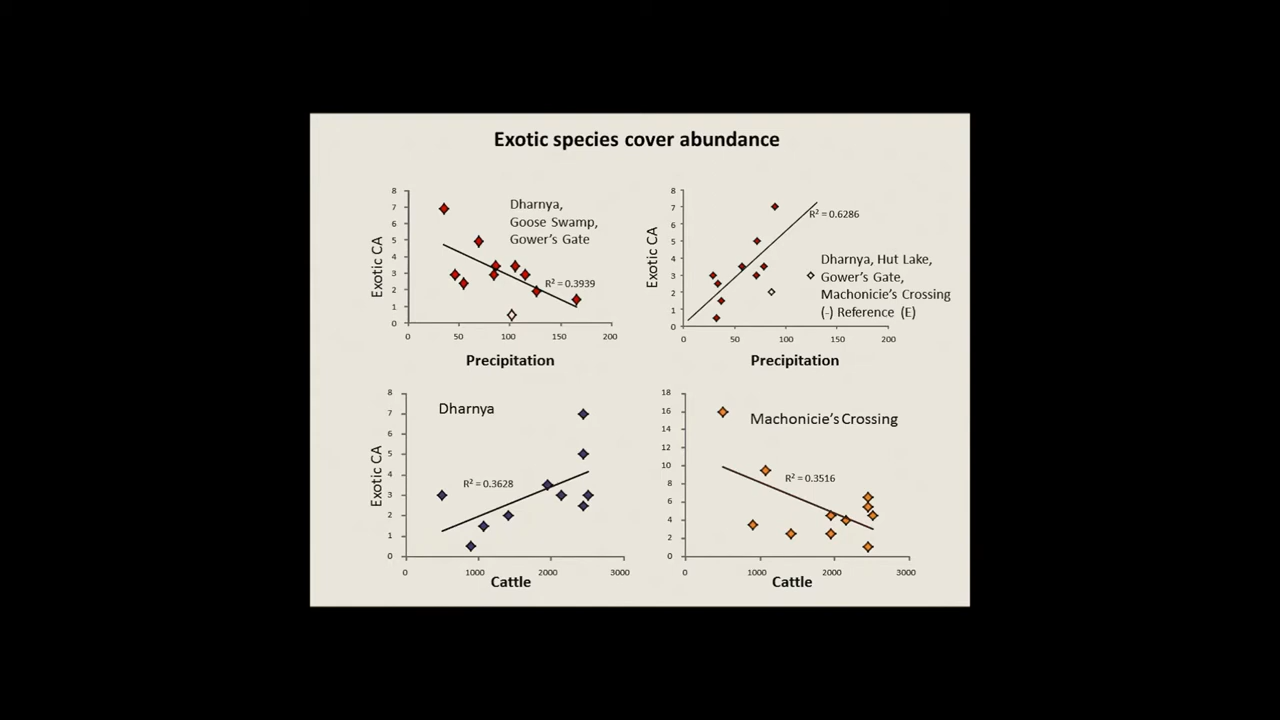 Exotic species cover abundance
8
7
6
5
4
3
2
1
0
Exotic CA
Dharnya,
Goose Swamp,
Gower's Gate
R² = 0.3939
0 50 100 150 200
Precipitation
8
7
6
5
4
3
2
1
0
Exotic CA
R² = 0.6286
Dharnya, Hut Lake,
Gower's Gate,
Machonicie's Crossing
(-) Reference (E)
0 50 100 150 200
Precipitation
8
7
6
5
4
3
2
1
0
Exotic CA
Dharnya
R² = 0.3628
0 1000 2000 3000
Cattle
18
16
14
12
10
8
6
4
2
0
Machonicie's Crossing
R² = 0.3516
0 1000 2000 3000
Cattle